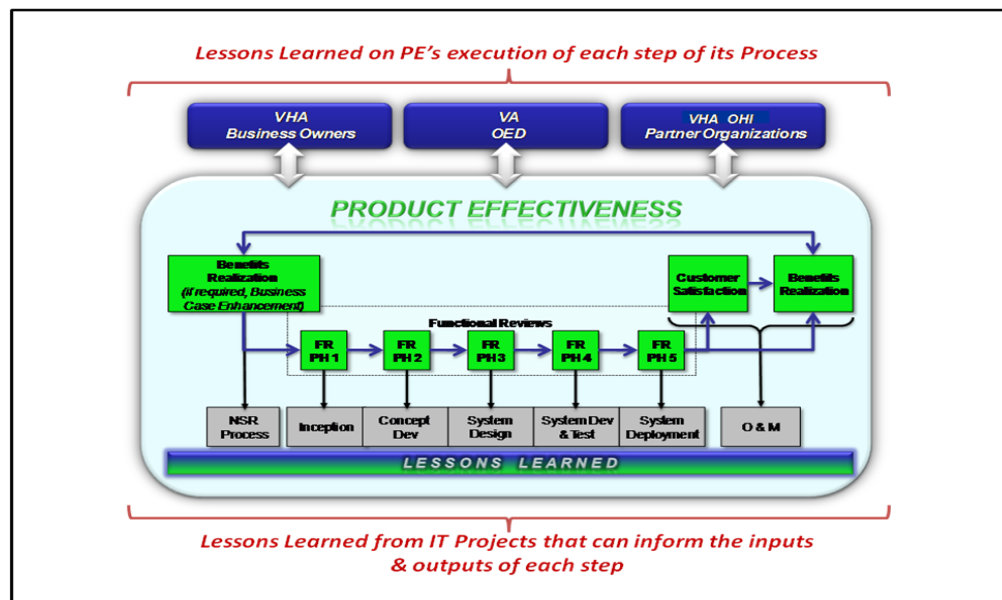 Lessons Learned on PE's execution of each step of its Process
VHA
Business Owners
VA
OED
VHA OHI
Partner Organizations
PRODUCT EFFECTIVENESS
Benefits
Realization
(if required, Business
Case Enhancement)
Customer
Satisfaction
Benefits
Realization
Functional Reviews
FR
PH 1
FR
PH 2
FR
PH 3
FR
PH 4
FR
PH 5
NSR
Process
Inception
Concept
Dev
System
Design
System Dev
& Test
System
Deployment
O & M
LESSONS LEARNED
Lessons Learned from IT Projects that can inform the inputs
& outputs of each step